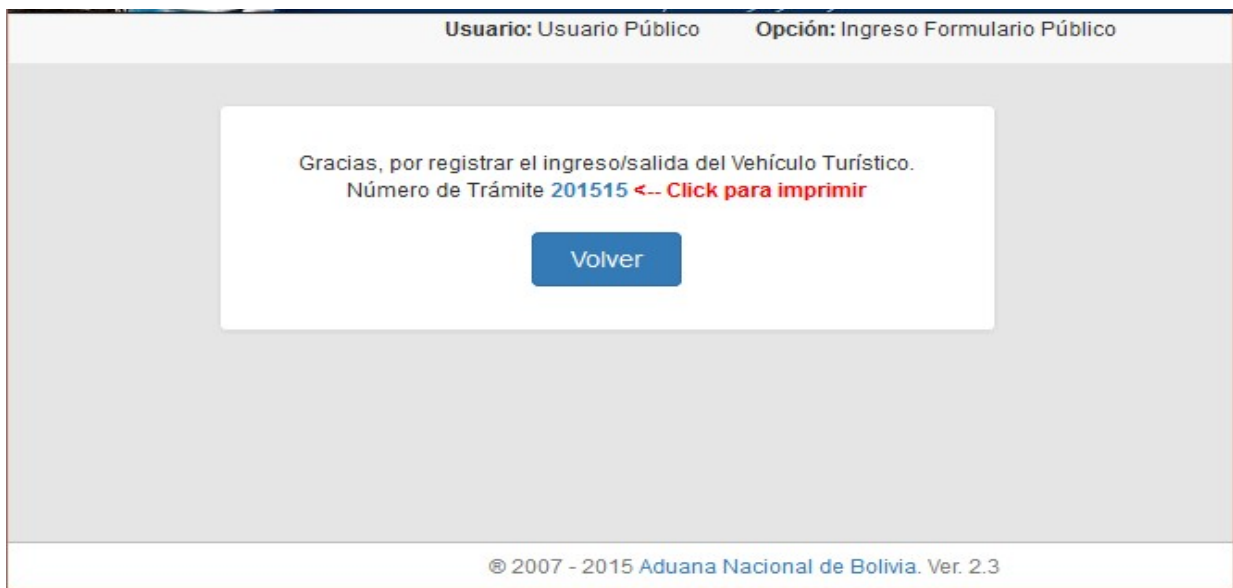 Usuario: Usuario Público Opción: Ingreso Formulario Público
Gracias, por registrar el ingreso/salida del Vehículo Turístico.
Número de Trámite 201515 <-- Click para imprimir
Volver
® 2007 - 2015 Aduana Nacional de Bolivia. Ver. 2.3